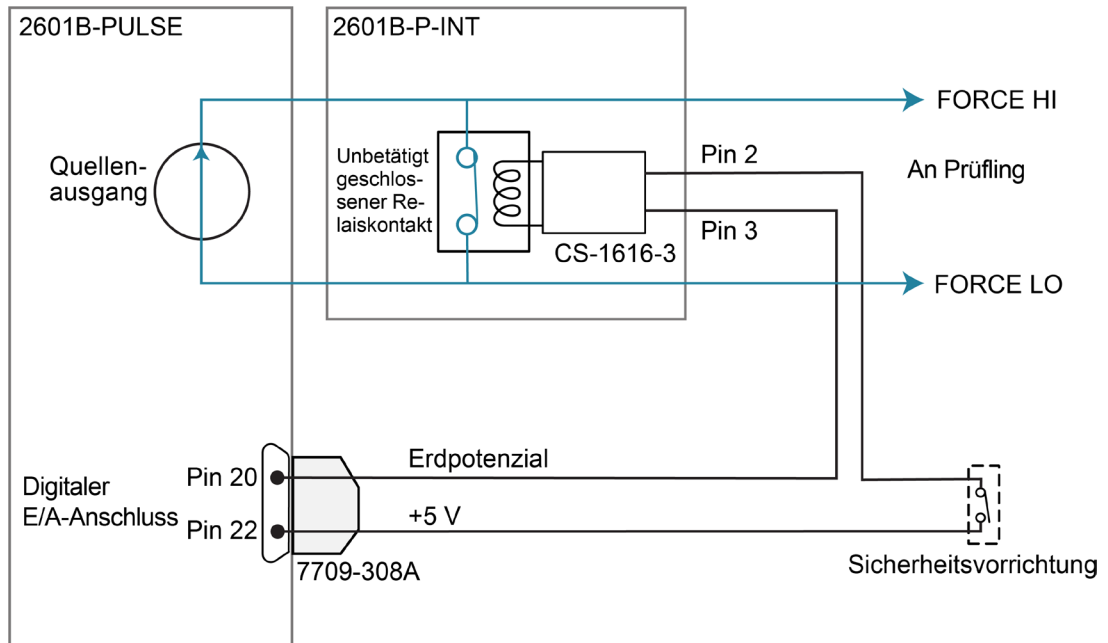 2601B-PULSE
2601B-P-INT
FORCE HI
Quellen-
ausgang
Unbetätigt
geschlos-
sener Re-
laiskontakt
Pin 2
An Prüfling
Pin 3
CS-1616-3
FORCE LO
Erdpotenzial
Pin 20
Digitaler
E/A-Anschluss
+5 V
Pin 22
7709-308A
Sicherheitsvorrichtung